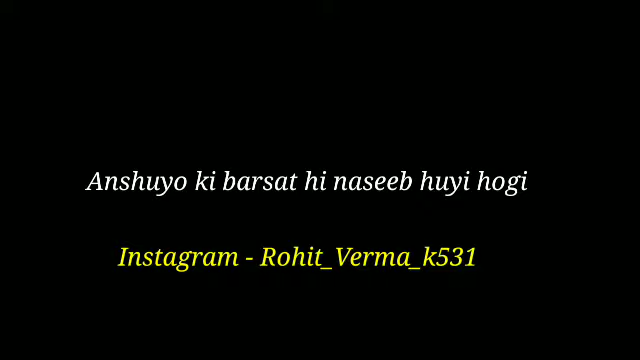 Anshuyo ki barsat hi naseeb huyi hogi
Instagram - Rohit_Verma_k531